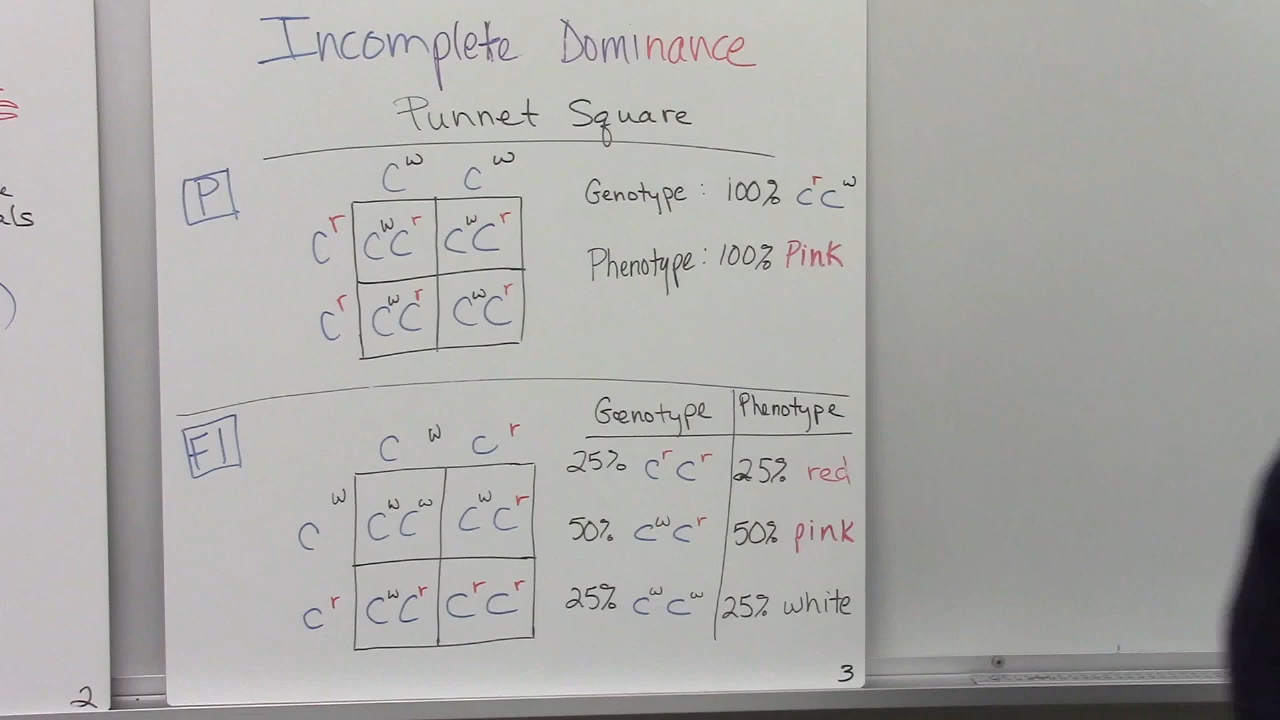 Incomplete Dominance
Punnet Square
P
C^w C^w
C^r C^wC^r C^wC^r
C^r C^wC^r C^wC^r
Genotype : 100% C^rC^w
Phenotype : 100% Pink
F1
C^w C^r
C^w C^wC^w C^wC^r
C^r C^wC^r C^rC^r
Genotype Phenotype
25% C^rC^r 25% red
50% C^wC^r 50% pink
25% C^wC^w 25% white
als
2
3